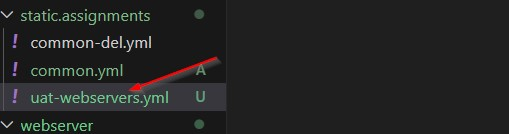 static.assignments
! common-del.yml
! common.yml A
! uat-webservers.yml U
webserver